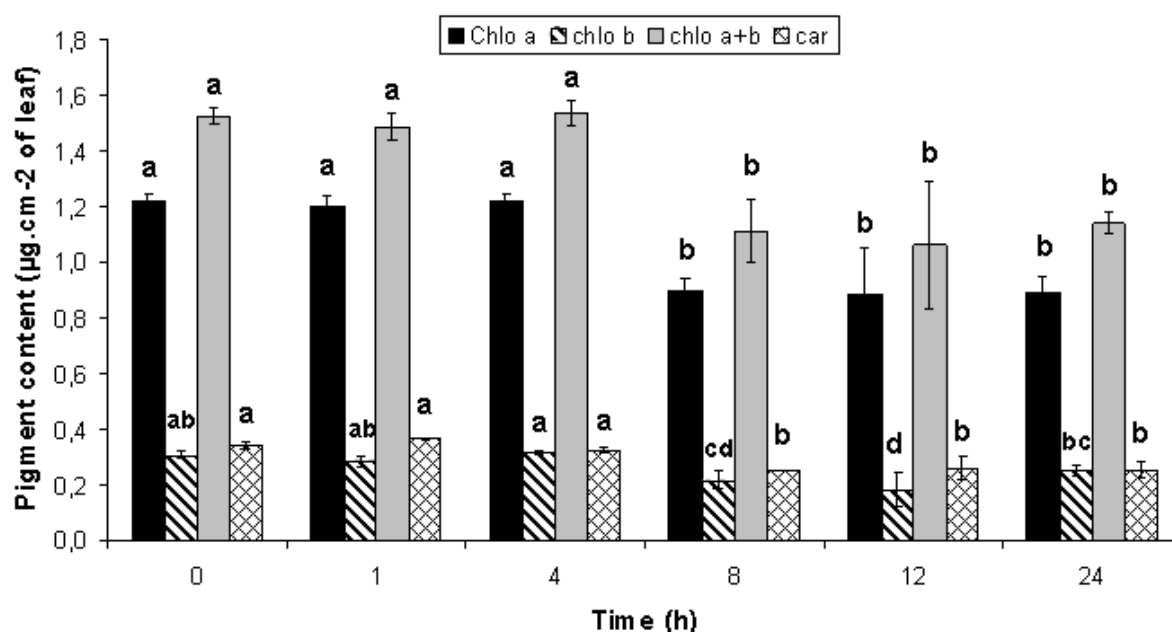 Chlo a chlo b chlo a+b car
Pigment content (µg.cm-2 of leaf)
1,8
1,6
1,4
1,2
1,0
0,8
0,6
0,4
0,2
0,0
a ab a a
a ab a a
a a a a
b cd b b
b d b b
b bc b b
0 1 4 8 12 24
Time (h)